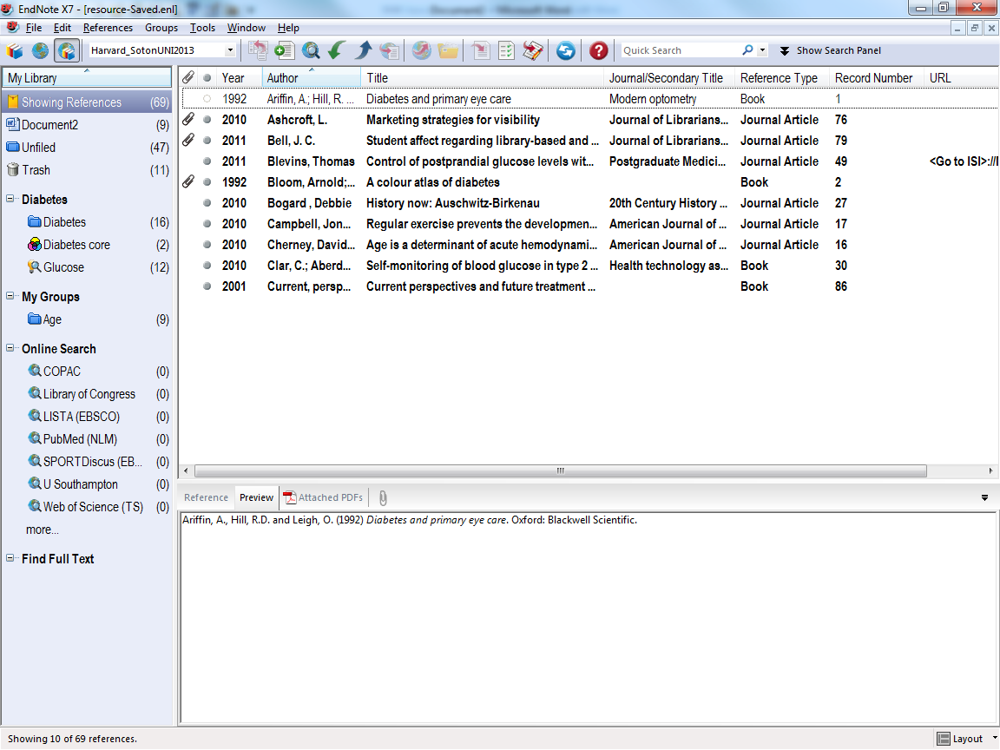 EndNote X7 - [resource-Saved.enl]
File Edit References Groups Tools Window Help
Harvard_SotonUNI2013 Quick Search Show Search Panel
My Library Year Author Title Journal/Secondary Title Reference Type Record Number URL
Showing References (69) 1992 Ariffin, A.; Hill, R. ... Diabetes and primary eye care Modern optometry Book 1
Document2 (9) 2010 Ashcroft, L. Marketing strategies for visibility Journal of Librarians... Journal Article 76
Unfiled (47) 2011 Bell, J. C. Student affect regarding library-based and ... Journal of Librarians... Journal Article 79
Trash (11) 2011 Blevins, Thomas Control of postprandial glucose levels wit... Postgraduate Medici... Journal Article 49 <Go to ISI>://I
1992 Bloom, Arnold;... A colour atlas of diabetes Book 2
Diabetes 2010 Bogard , Debbie History now: Auschwitz-Birkenau 20th Century History ... Journal Article 27
Diabetes (16) 2010 Campbell, Jon... Regular exercise prevents the developmen... American Journal of ... Journal Article 17
Diabetes core (2) 2010 Cherney, David... Age is a determinant of acute hemodynami... American Journal of ... Journal Article 16
Glucose (12) 2010 Clar, C.; Aberd... Self-monitoring of blood glucose in type 2 ... Health technology as... Book 30
2001 Current, persp... Current perspectives and future treatment ... Book 86
My Groups
Age (9)
Online Search
COPAC (0)
Library of Congress (0)
LISTA (EBSCO) (0)
PubMed (NLM) (0)
SPORTDiscus (EB... (0)
U Southampton (0)
Web of Science (TS) (0)
more...
Find Full Text
Reference Preview Attached PDFs
Ariffin, A., Hill, R.D. and Leigh, O. (1992) Diabetes and primary eye care. Oxford: Blackwell Scientific.
Showing 10 of 69 references. Layout